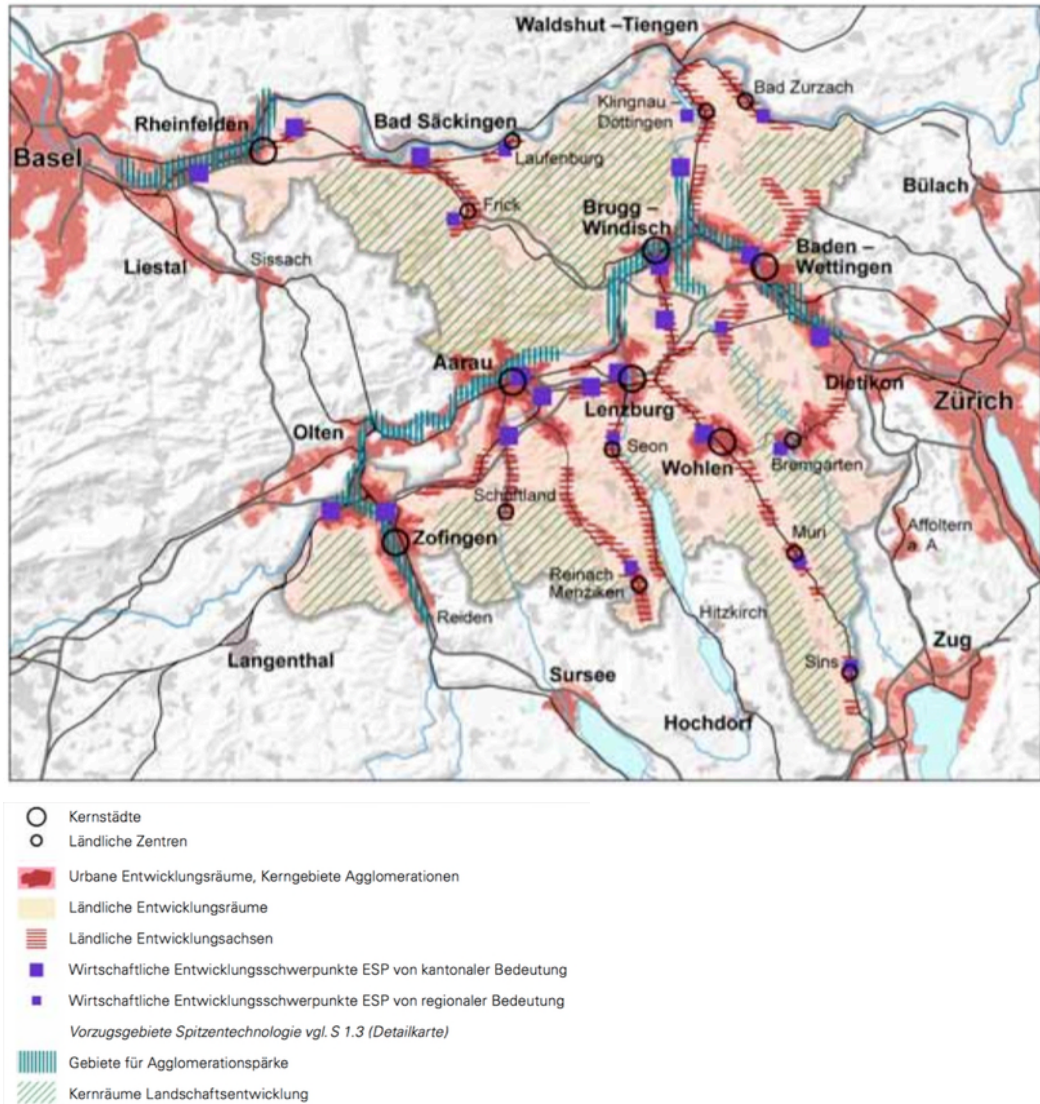 Waldshut –Tiengen
Bad Zurzach
Klingnau –
Döttingen
Rheinfelden
Bad Säckingen
Basel
Laufenburg
Bülach
Frick
Brugg –
Windisch
Baden –
Wettingen
Liestal
Sissach
Aarau
Lenzburg
Dietikon
Zürich
Olten
Seon
Wohlen
Bremgarten
Schöftland
Zofingen
Muri
Affoltern
a. A.
Reinach
Menziken
Reiden
Hitzkirch
Langenthal
Sursee
Sins
Zug
Hochdorf
Kernstädte
Ländliche Zentren
Urbane Entwicklungsräume, Kerngebiete Agglomerationen
Ländliche Entwicklungsräume
Ländliche Entwicklungsachsen
Wirtschaftliche Entwicklungsschwerpunkte ESP von kantonaler Bedeutung
Wirtschaftliche Entwicklungsschwerpunkte ESP von regionaler Bedeutung
Vorzugsgebiete Spitzentechnologie vgl. S 1.3 (Detailkarte)
Gebiete für Agglomerationspärke
Kernräume Landschaftsentwicklung